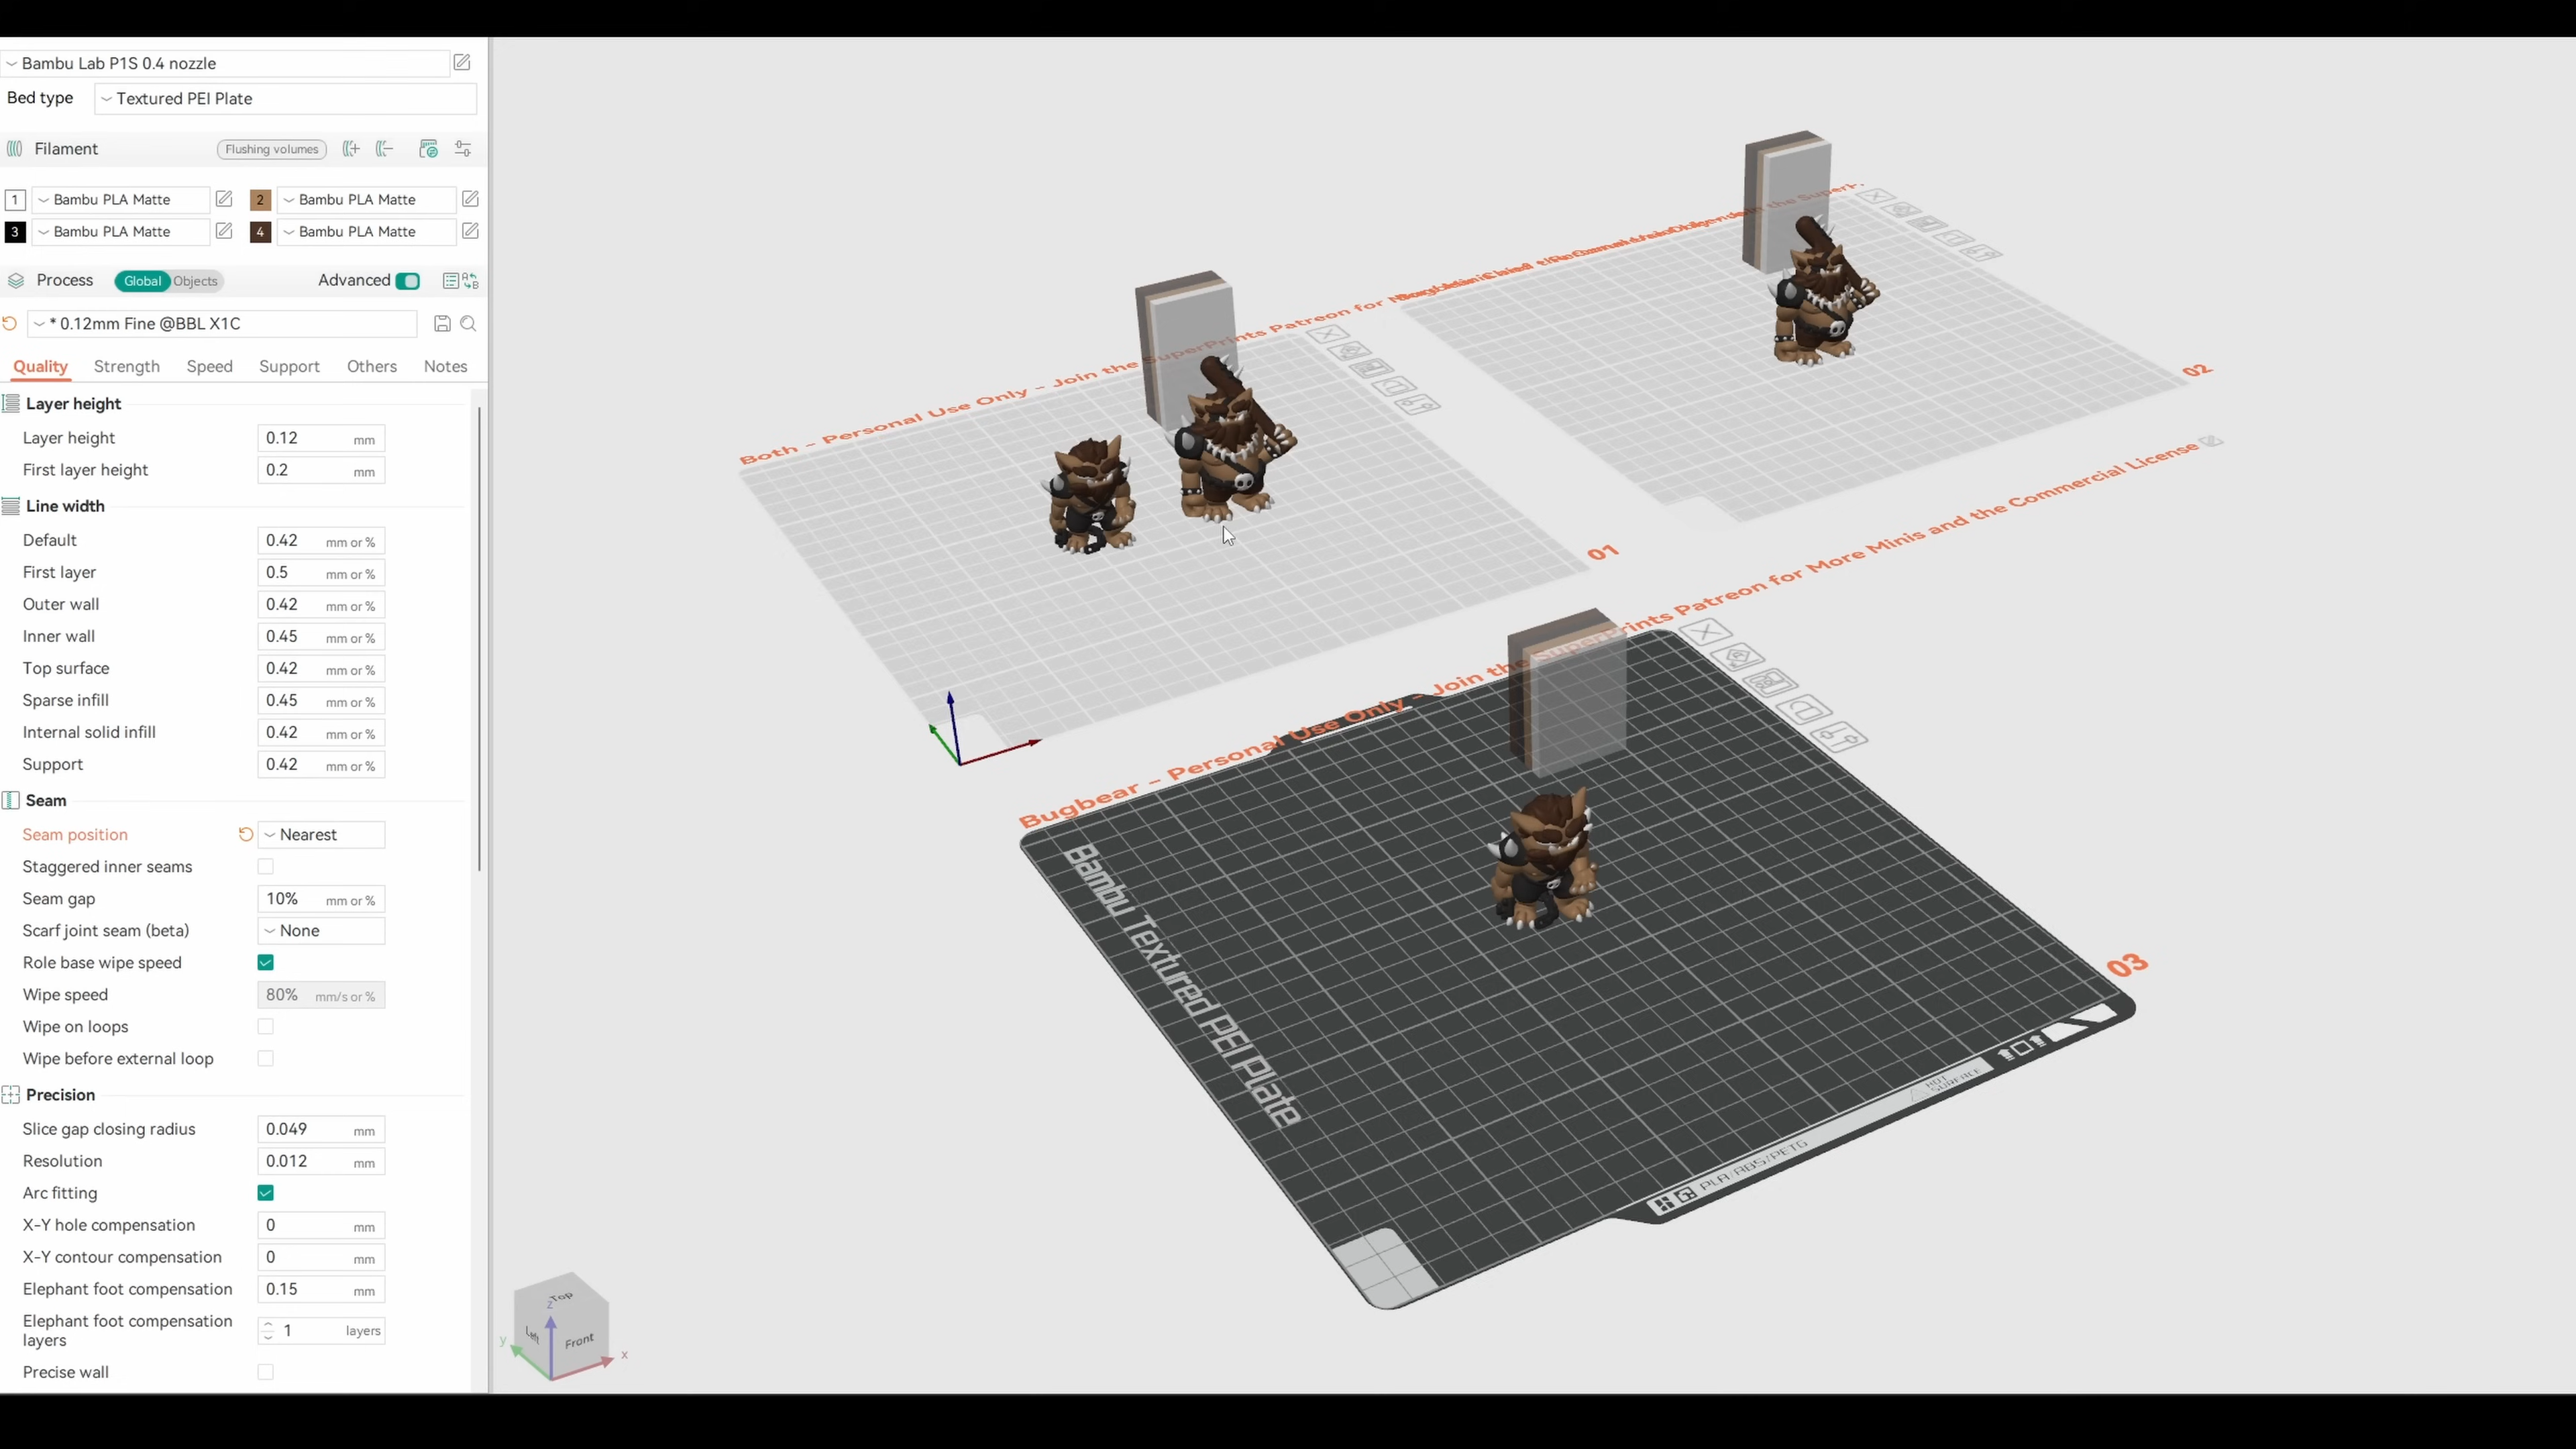 Bambu Lab P1S 0.4 nozzle
Bed type Textured PEI Plate
Filament Flushing volumes
1 Bambu PLA Matte 2 Bambu PLA Matte
3 Bambu PLA Matte 4 Bambu PLA Matte
Process Global Objects Advanced
* 0.12mm Fine @BBL X1C
Quality Strength Speed Support Others Notes
Layer height
Layer height 0.12 mm
First layer height 0.2 mm
Line width
Default 0.42 mm or %
First layer 0.5 mm or %
Outer wall 0.42 mm or %
Inner wall 0.45 mm or %
Top surface 0.42 mm or %
Sparse infill 0.45 mm or %
Internal solid infill 0.42 mm or %
Support 0.42 mm or %
Seam
Seam position Nearest
Staggered inner seams
Seam gap 10% mm or %
Scarf joint seam (beta) None
Role base wipe speed
Wipe speed 80% mm/s or %
Wipe on loops
Wipe before external loop
Precision
Slice gap closing radius 0.049 mm
Resolution 0.012 mm
Arc fitting
X-Y hole compensation 0 mm
X-Y contour compensation 0 mm
Elephant foot compensation 0.15 mm
Elephant foot compensation
layers 1 layers
Precise wall
Both - Personal Use Only - Join the SuperPrints Patreon for
01
02
Bugbear - Personal Use Only - Join the SuperPrints Patreon for More Minis and the Commercial License
03
Bambu Textured PEI Plate
HOT
SURFACE
PLA/ABS/PETG
Top
Left
Front
z
y
x